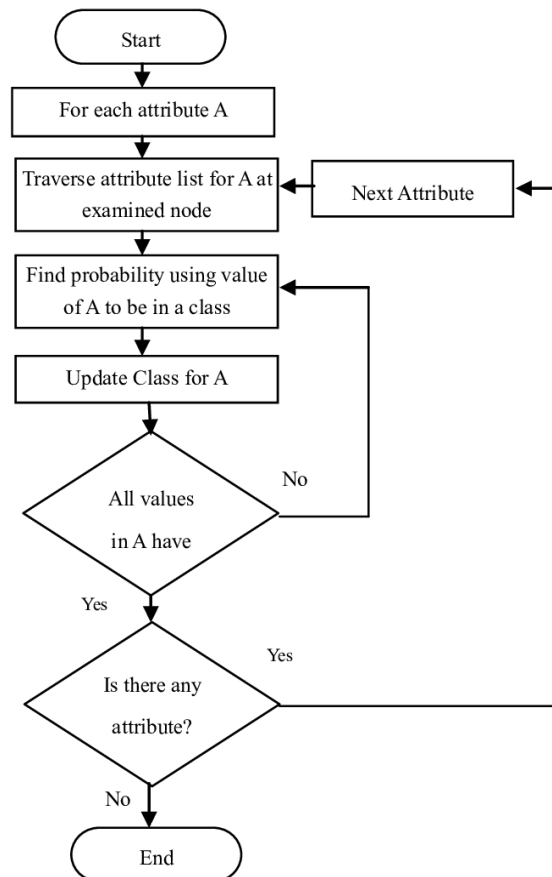 Start
For each attribute A
Traverse attribute list for A at
examined node
Next Attribute
Find probability using value
of A to be in a class
Update Class for A
All values
in A have
No
Yes
Is there any
attribute?
Yes
No
End